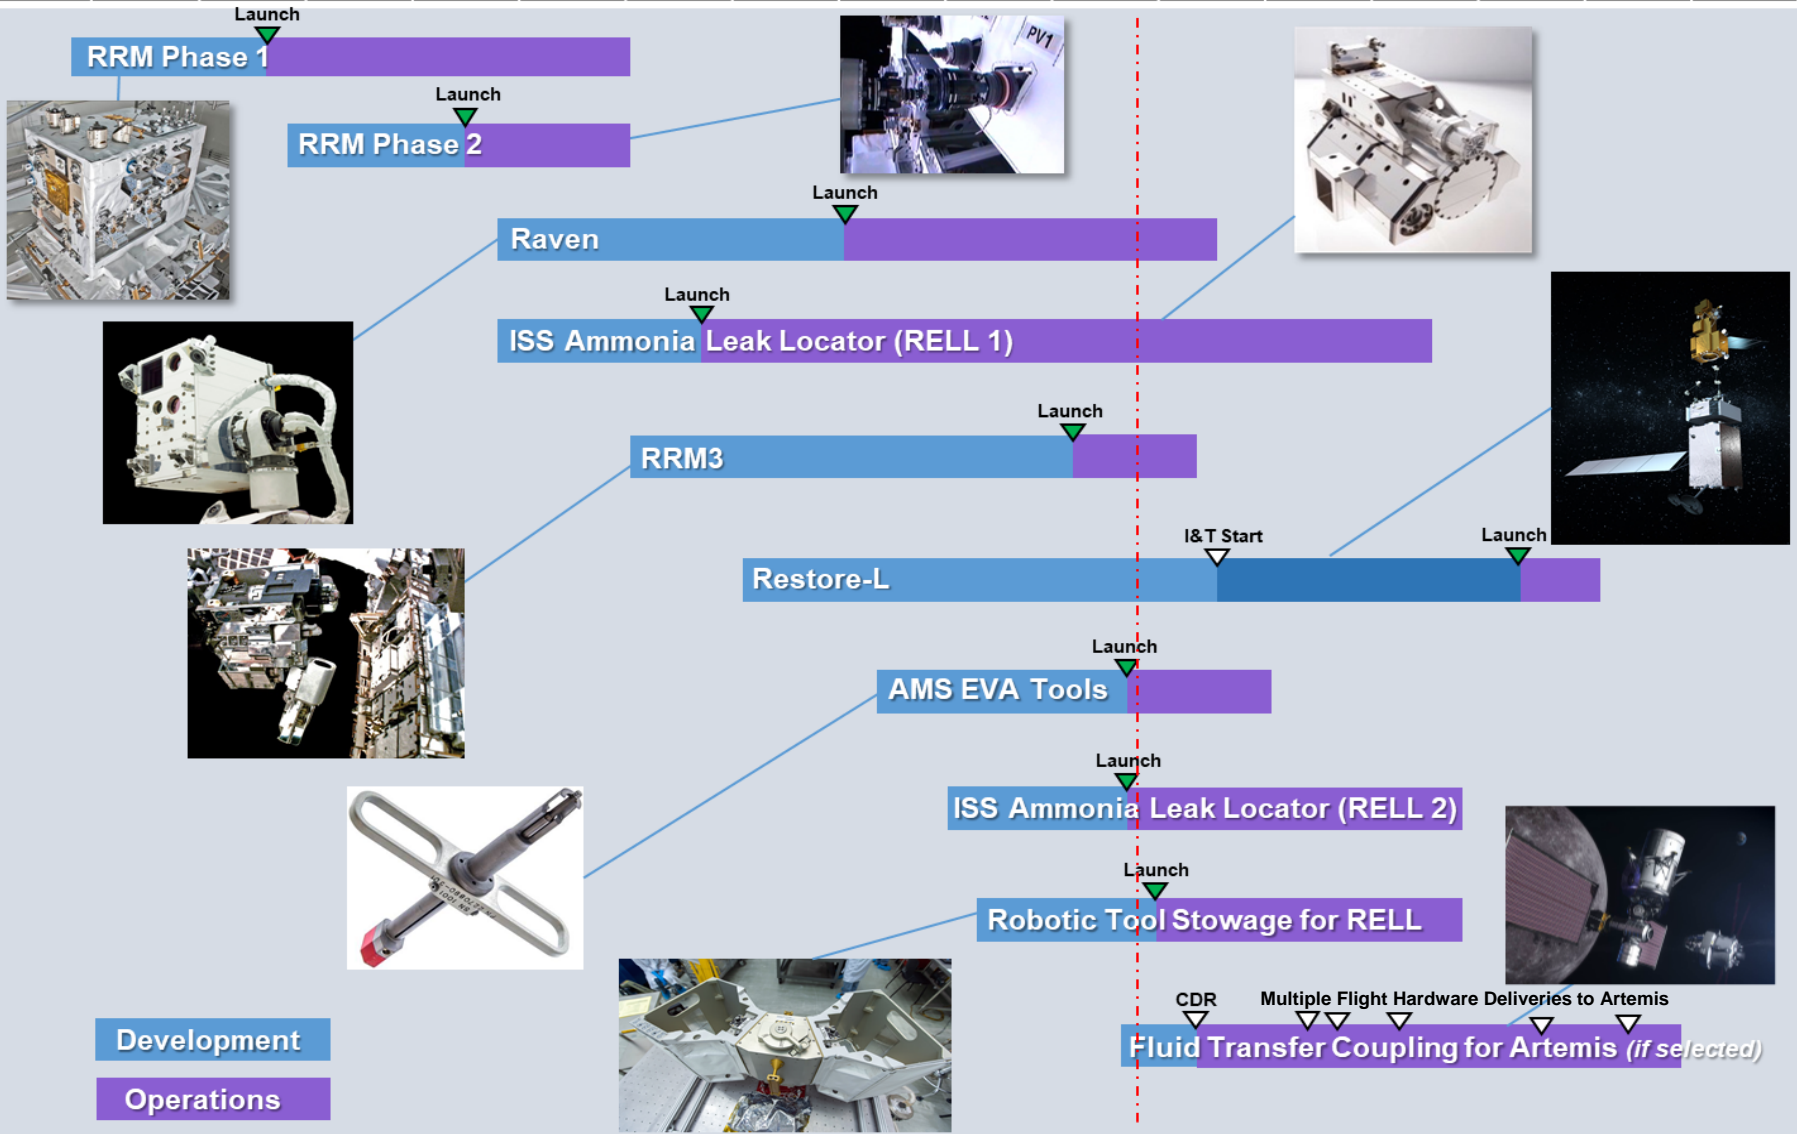 Launch
RRM Phase 1
Launch
RRM Phase 2
PV1
Launch
Raven
Launch
ISS Ammonia Leak Locator (RELL 1)
Launch
RRM3
I&T Start
Launch
Restore-L
Launch
AMS EVA Tools
Launch
ISS Ammonia Leak Locator (RELL 2)
Launch
Robotic Tool Stowage for RELL
CDR
Multiple Flight Hardware Deliveries to Artemis
Fluid Transfer Coupling for Artemis (if selected)
Development
Operations